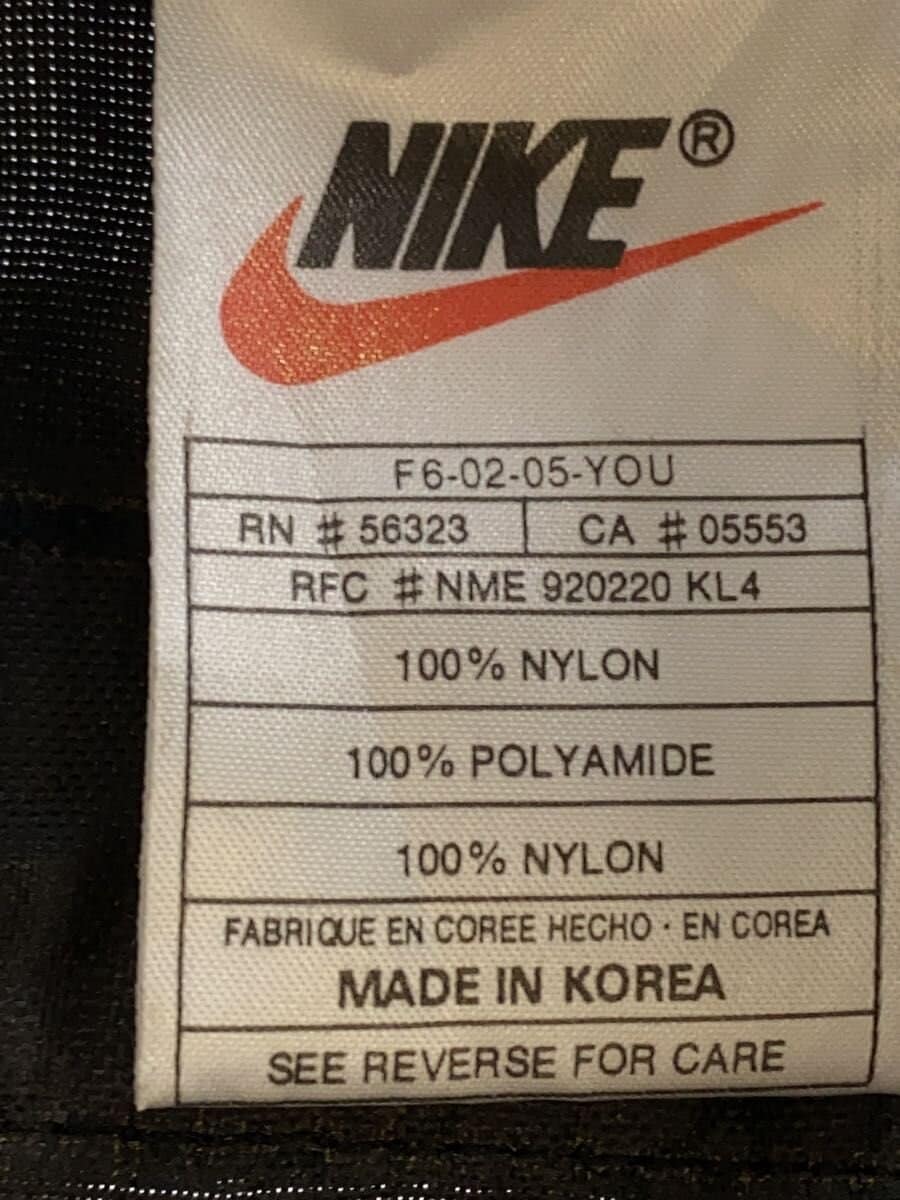 NIKE®
F6-02-05-YOU
RN # 56323 CA # 05553
RFC # NME 920220 KL4
100% NYLON
100% POLYAMIDE
100% NYLON
FABRIQUE EN COREE HECHO · EN COREA
MADE IN KOREA
SEE REVERSE FOR CARE